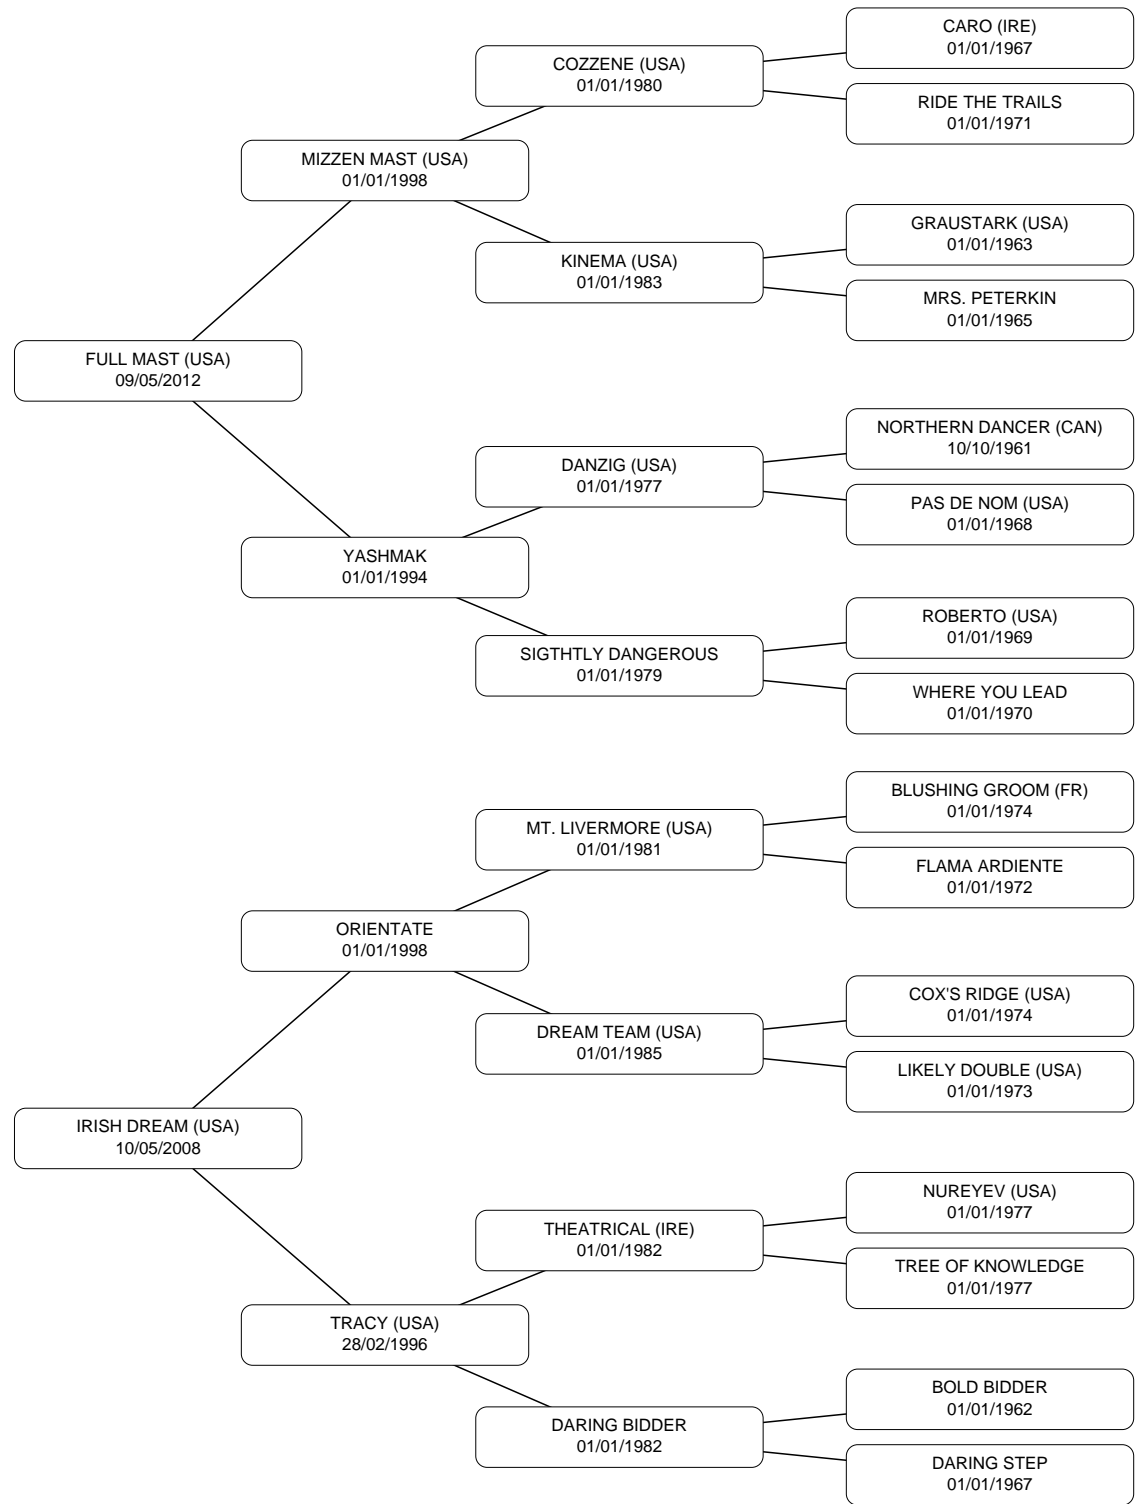 CARO (IRE)
01/01/1967
COZZENE (USA)
01/01/1980
RIDE THE TRAILS
01/01/1971
MIZZEN MAST (USA)
01/01/1998
GRAUSTARK (USA)
01/01/1963
KINEMA (USA)
01/01/1983
MRS. PETERKIN
01/01/1965
FULL MAST (USA)
09/05/2012
NORTHERN DANCER (CAN)
10/10/1961
DANZIG (USA)
01/01/1977
PAS DE NOM (USA)
01/01/1968
YASHMAK
01/01/1994
ROBERTO (USA)
01/01/1969
SIGTHTLY DANGEROUS
01/01/1979
WHERE YOU LEAD
01/01/1970
BLUSHING GROOM (FR)
01/01/1974
MT. LIVERMORE (USA)
01/01/1981
FLAMA ARDIENTE
01/01/1972
ORIENTATE
01/01/1998
COX'S RIDGE (USA)
01/01/1974
DREAM TEAM (USA)
01/01/1985
LIKELY DOUBLE (USA)
01/01/1973
IRISH DREAM (USA)
10/05/2008
NUREYEV (USA)
01/01/1977
THEATRICAL (IRE)
01/01/1982
TREE OF KNOWLEDGE
01/01/1977
TRACY (USA)
28/02/1996
BOLD BIDDER
01/01/1962
DARING BIDDER
01/01/1982
DARING STEP
01/01/1967